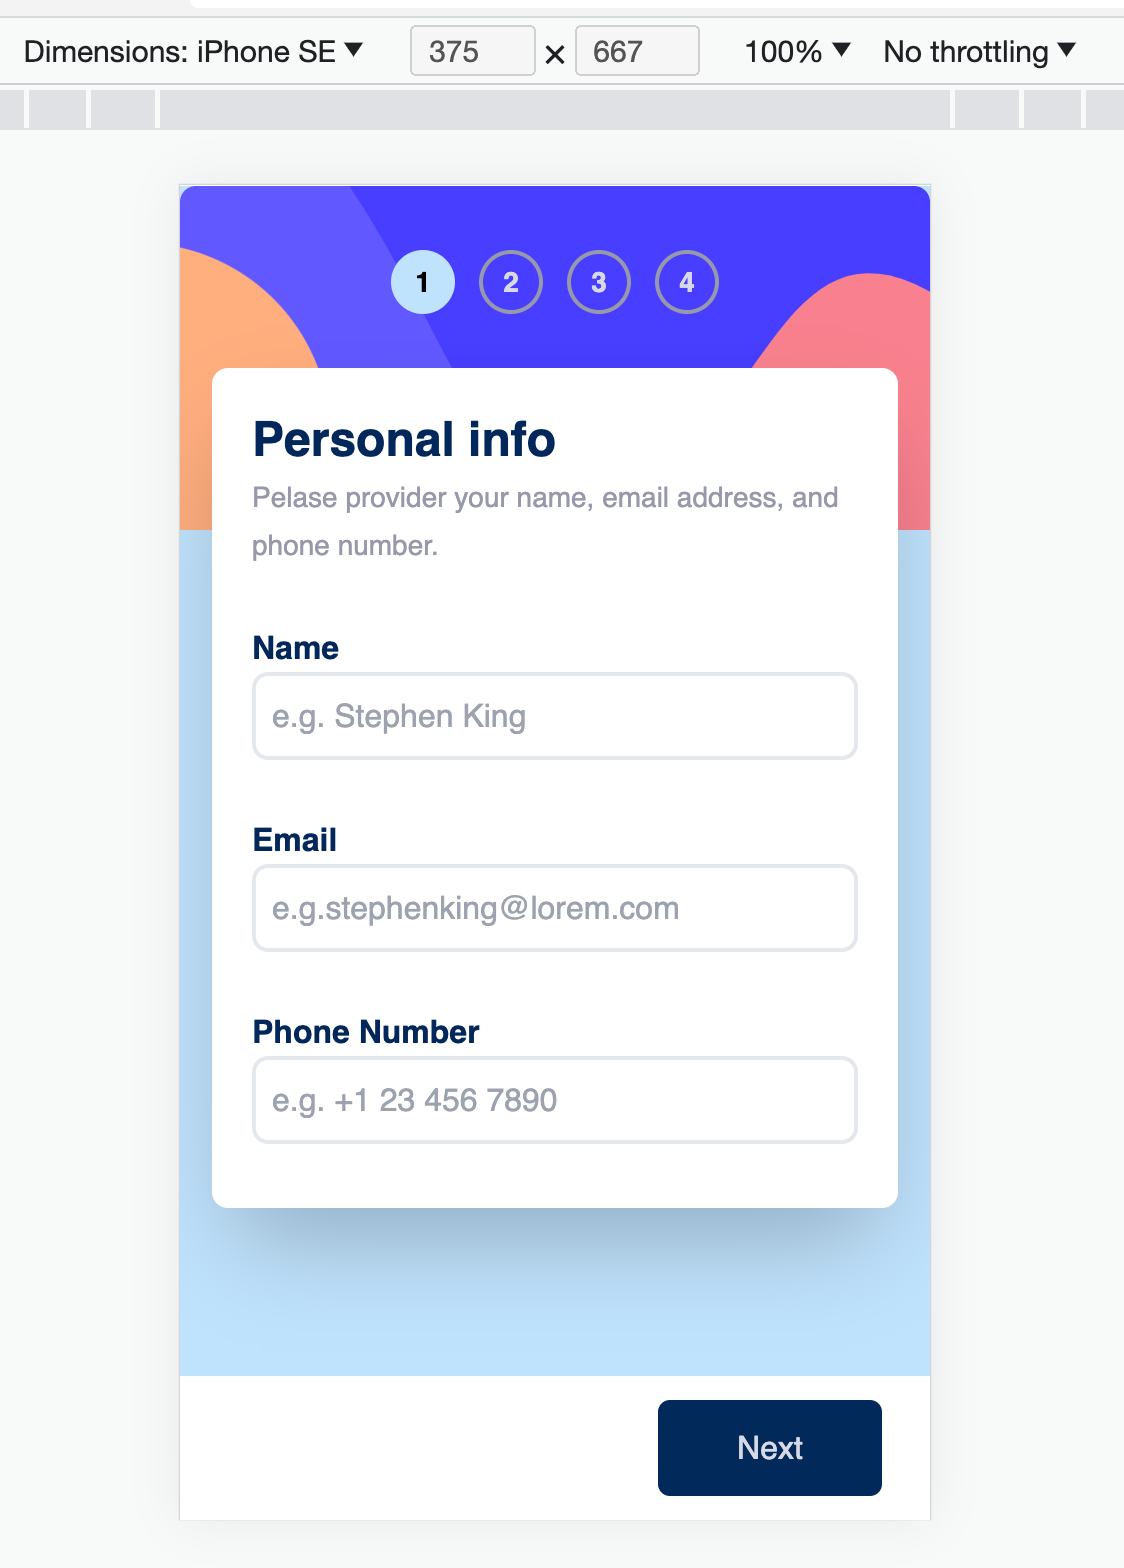 Dimensions: iPhone SE ▼ 375 × 667 100% ▼ No throttling ▼
1 2 3 4
Personal info
Pelase provider your name, email address, and
phone number.
Name
e.g. Stephen King
Email
e.g.stephenking@lorem.com
Phone Number
e.g. +1 23 456 7890
Next